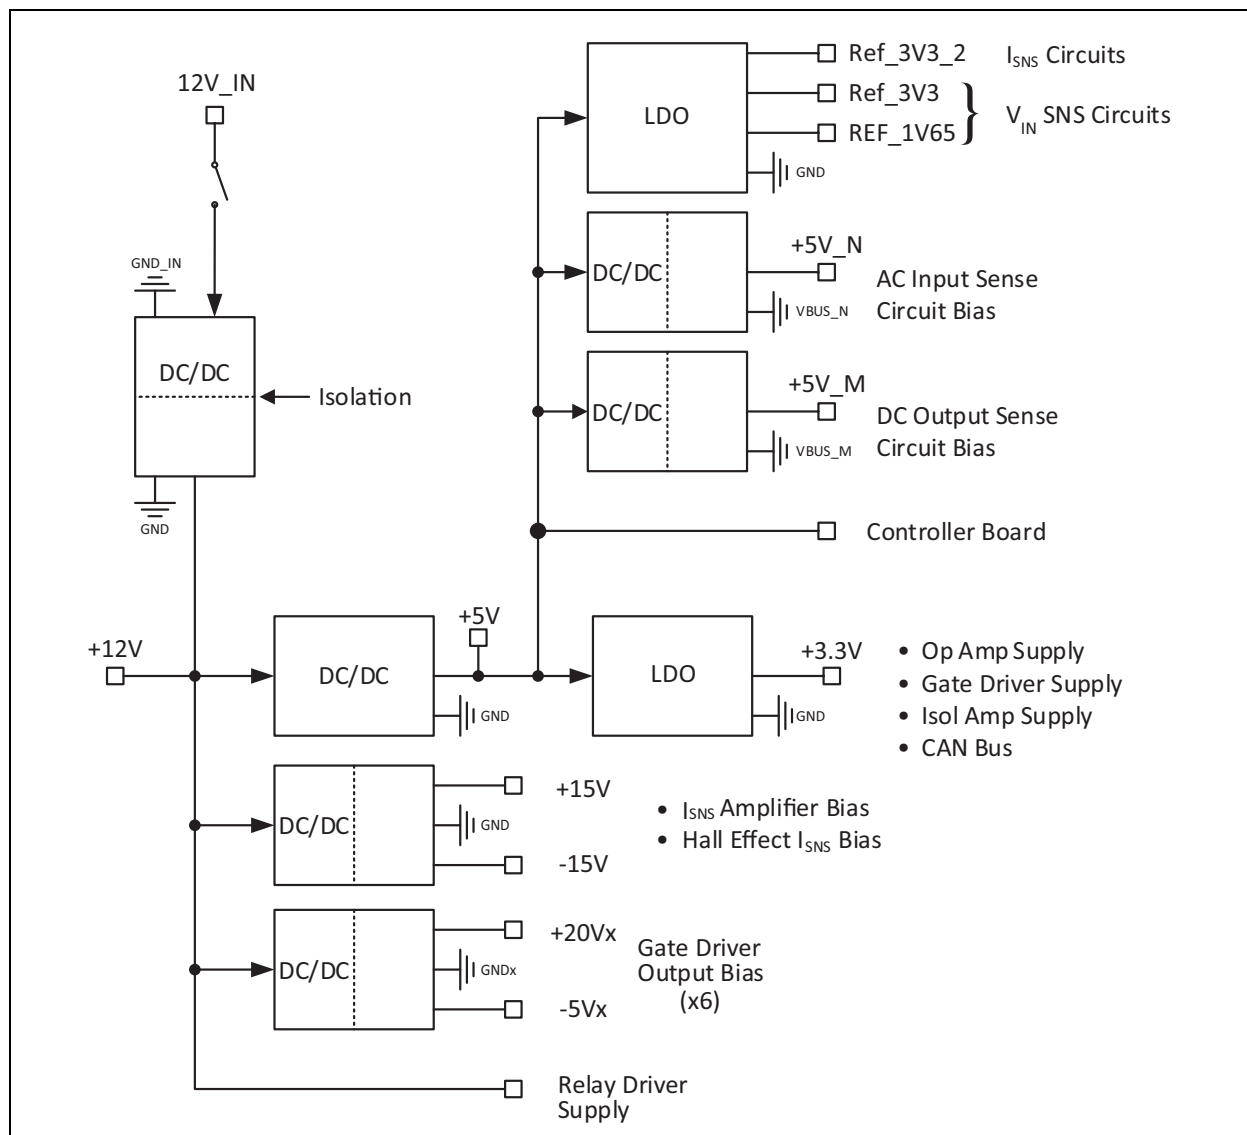 12V_IN
GND_IN
DC/DC
Isolation
GND
LDO
Ref_3V3_2
I_SNS Circuits
Ref_3V3
REF_1V65
}
V_IN SNS Circuits
GND
DC/DC
+5V_N
VBUS_N
AC Input Sense
Circuit Bias
DC/DC
+5V_M
VBUS_M
DC Output Sense
Circuit Bias
Controller Board
+12V
DC/DC
+5V
GND
LDO
+3.3V
GND
• Op Amp Supply
• Gate Driver Supply
• Isol Amp Supply
• CAN Bus
DC/DC
+15V
GND
-15V
• I_SNS Amplifier Bias
• Hall Effect I_SNS Bias
DC/DC
+20Vx
GNDx
-5Vx
Gate Driver
Output Bias
(x6)
Relay Driver
Supply